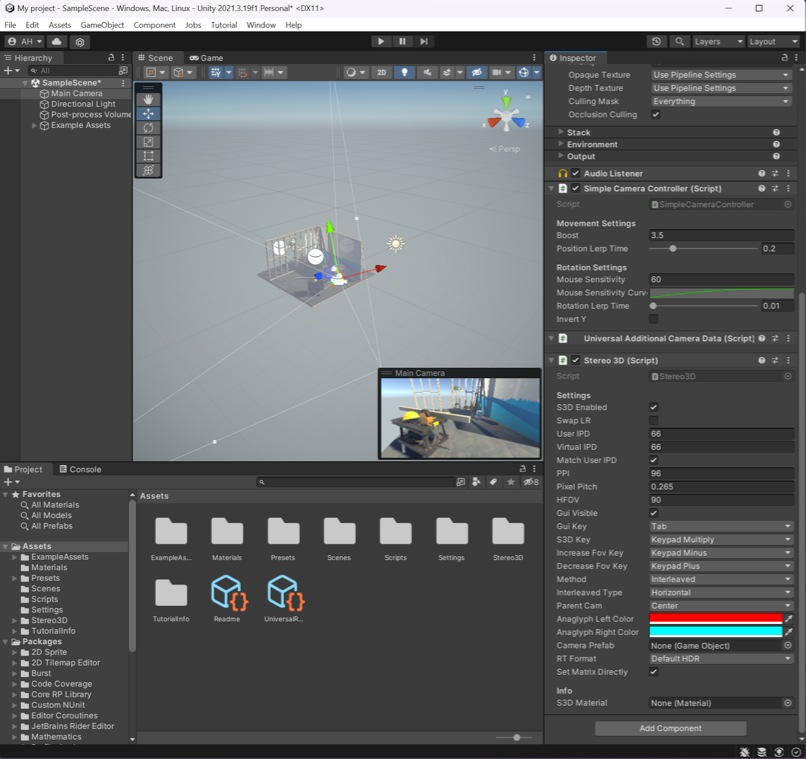 My project - SampleScene - Windows, Mac, Linux - Unity 2021.3.19f1 Personal* <DX11>
File Edit Assets GameObject Component Jobs Tutorial Window Help
AH Layers Layout
Hierarchy
All
SampleScene*
Main Camera
Directional Light
Post-process Volume
Example Assets
Scene Game
2D
y
x
z
Persp
Main Camera
Inspector
Opaque Texture Use Pipeline Settings
Depth Texture Use Pipeline Settings
Culling Mask Everything
Occlusion Culling
Stack
Environment
Output
Audio Listener
Simple Camera Controller (Script)
Script SimpleCameraController
Movement Settings
Boost 3.5
Position Lerp Time 0.2
Rotation Settings
Mouse Sensitivity 60
Mouse Sensitivity Curv
Rotation Lerp Time 0.01
Invert Y
Universal Additional Camera Data (Script)
Stereo 3D (Script)
Script Stereo3D
Settings
S3D Enabled
Swap LR
User IPD 66
Virtual IPD 66
Match User IPD
PPI 96
Pixel Pitch 0.265
HFOV 90
Gui Visible
Gui Key Tab
S3D Key Keypad Multiply
Increase Fov Key Keypad Minus
Decrease Fov Key Keypad Plus
Method Interleaved
Interleaved Type Horizontal
Parent Cam Center
Anaglyph Left Color
Anaglyph Right Color
Camera Prefab None (Game Object)
RT Format Default HDR
Set Matrix Directly
Info
S3D Material None (Material)
Add Component
Project Console
8
Favorites
All Materials
All Models
All Prefabs
Assets
ExampleAssets
Materials
Presets
Scenes
Scripts
Settings
Stereo3D
TutorialInfo
Packages
2D Sprite
2D Tilemap Editor
Burst
Code Coverage
Core RP Library
Custom NUnit
Editor Coroutines
JetBrains Rider Editor
Mathematics
Assets
ExampleAs... Materials Presets Scenes Scripts Settings Stereo3D
TutorialInfo Readme UniversalR...